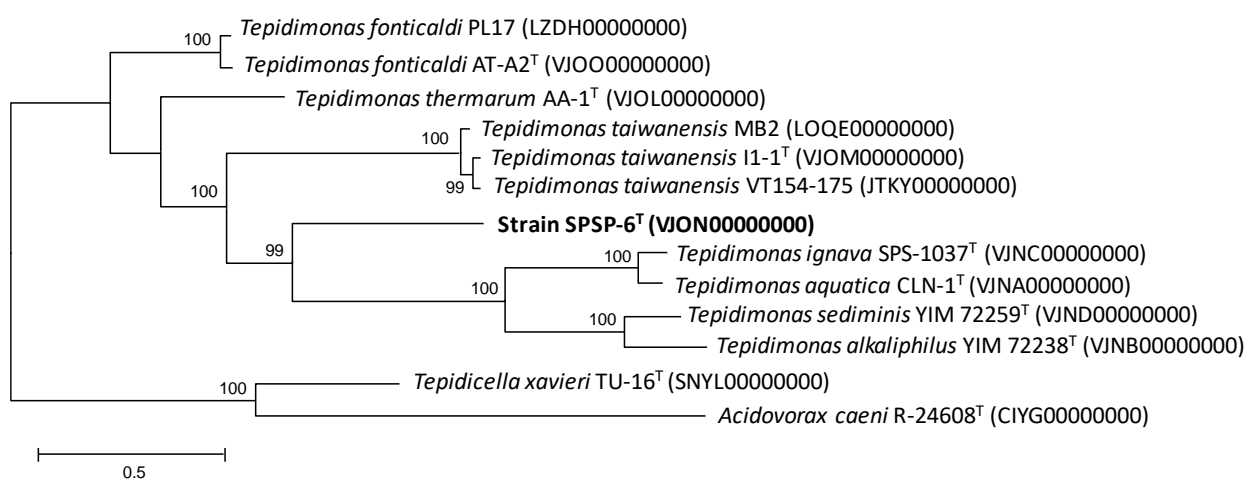 Tepidimonas fonticaldi PL17 (LZDH00000000)
100
Tepidimonas fonticaldi AT-A2ᵀ (VJOO00000000)
Tepidimonas thermarum AA-1ᵀ (VJOL00000000)
Tepidimonas taiwanensis MB2 (LOQE00000000)
100
Tepidimonas taiwanensis I1-1ᵀ (VJOM00000000)
100
99
Tepidimonas taiwanensis VT154-175 (JTKY00000000)
Strain SPSP-6ᵀ (VJON00000000)
99
Tepidimonas ignava SPS-1037ᵀ (VJNC00000000)
100
Tepidimonas aquatica CLN-1ᵀ (VJNA00000000)
100
Tepidimonas sediminis YIM 72259ᵀ (VJND00000000)
100
Tepidimonas alkaliphilus YIM 72238ᵀ (VJNB00000000)
100
Tepidicella xavieri TU-16ᵀ (SNYL00000000)
Acidovorax caeni R-24608ᵀ (CIYG00000000)
0.5